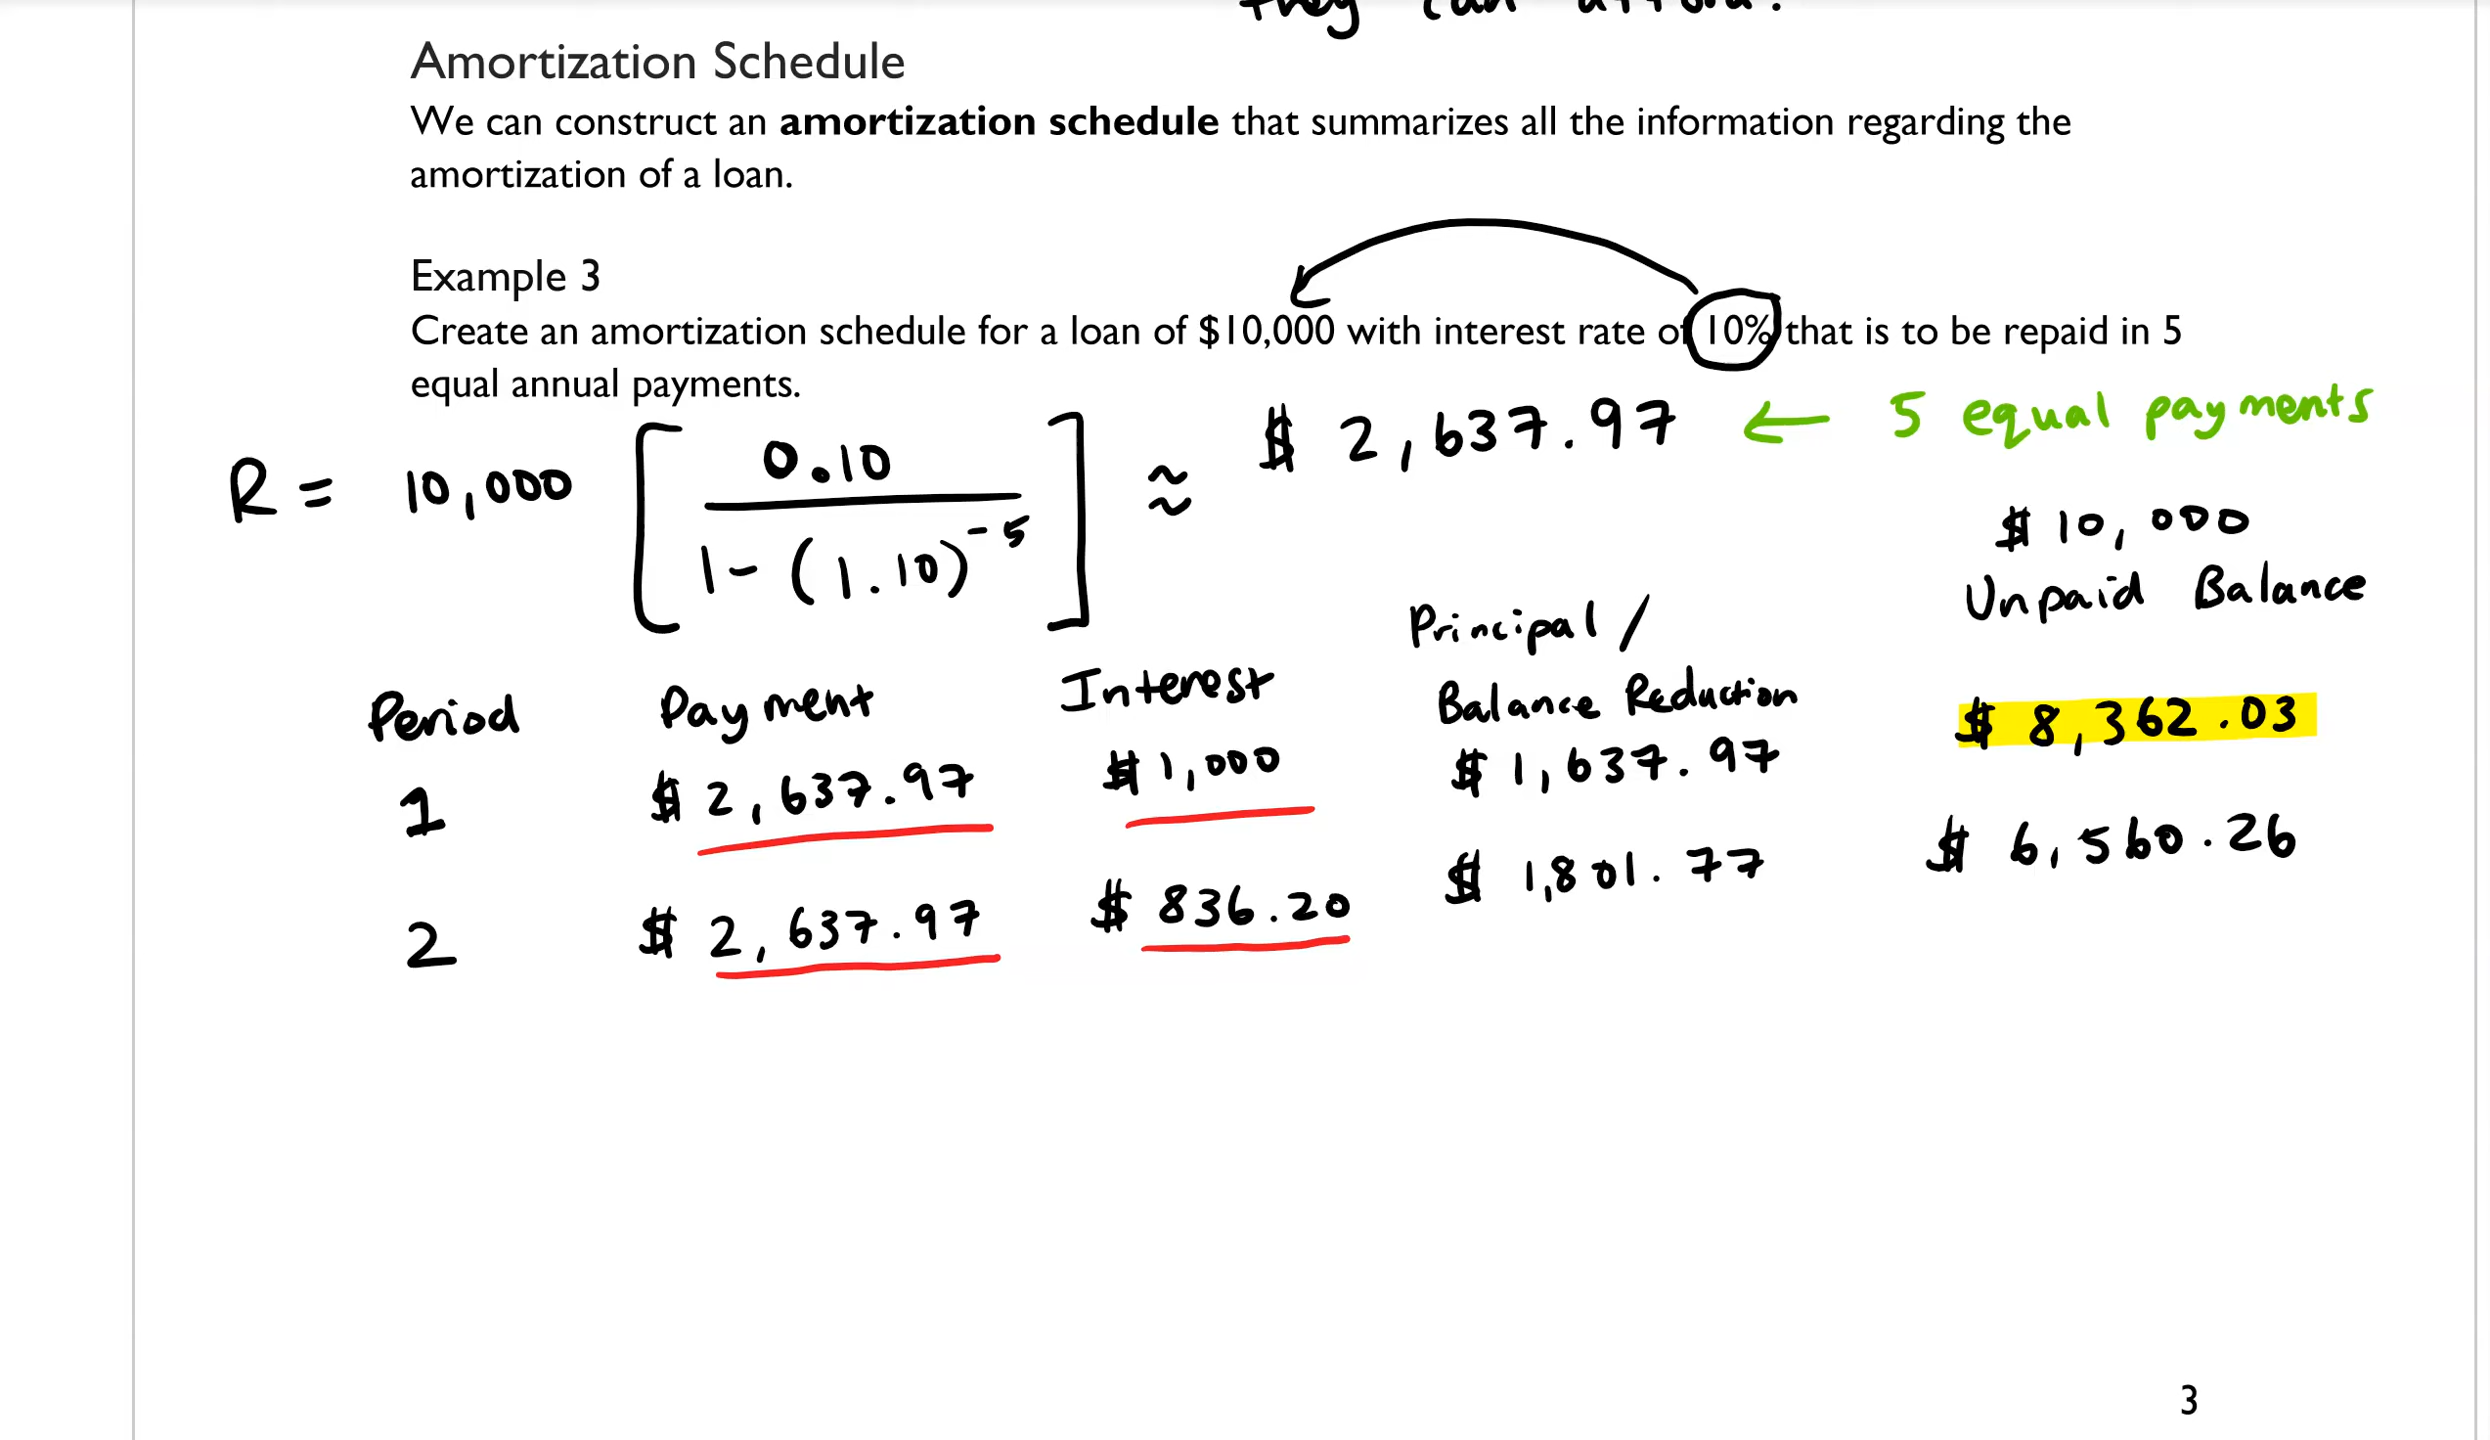 they can afford.
Amortization Schedule
We can construct an amortization schedule that summarizes all the information regarding the
amortization of a loan.
Example 3
Create an amortization schedule for a loan of $10,000 with interest rate of 10% that is to be repaid in 5
equal annual payments.
R = 10,000 [ 0.10 / 1 - (1.10)^-5 ] ≈ $ 2,637.97 ← 5 equal payments
$ 10,000
Period Payment Interest Principal / Balance Reduction Unpaid Balance
1 $ 2,637.97 $ 1,000 $ 1,637.97 $ 8,362.03
2 $ 2,637.97 $ 836.20 $ 1,801.77 $ 6,560.26
3